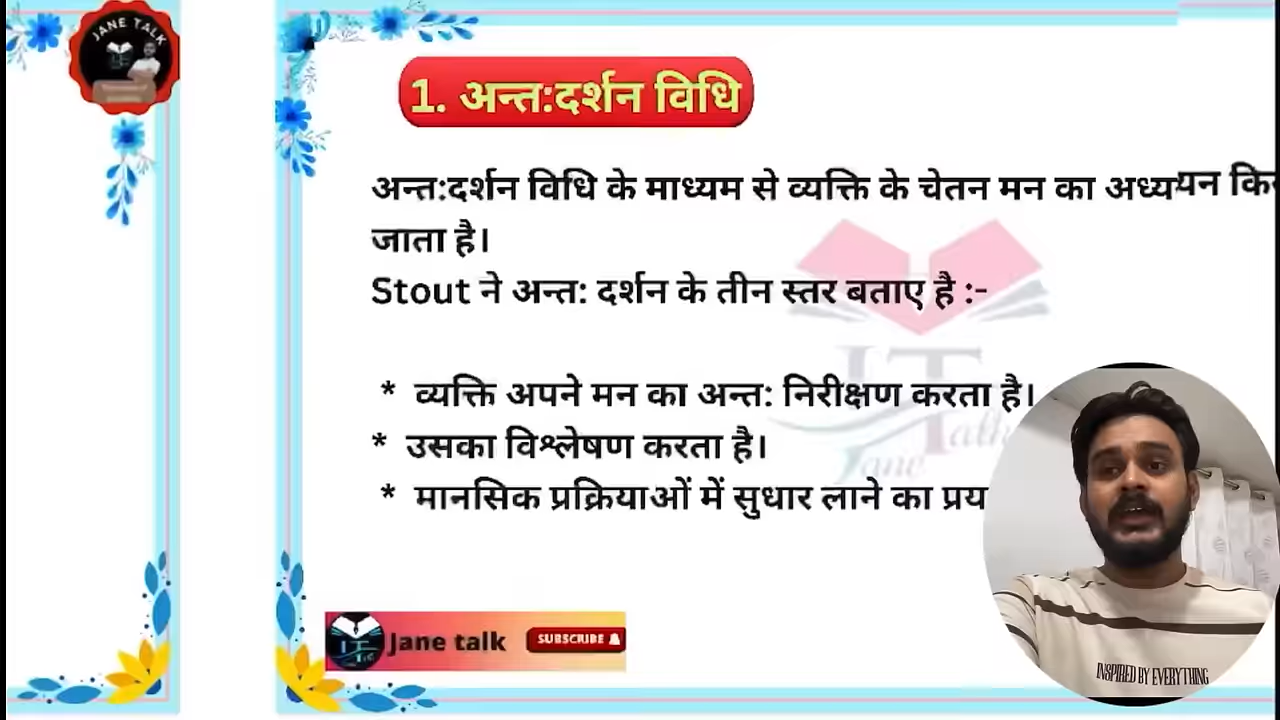 JANE TALK
1. अन्त:दर्शन विधि
अन्त:दर्शन विधि के माध्यम से व्यक्ति के चेतन मन का अध्ययन
जाता है।
Stout ने अन्त: दर्शन के तीन स्तर बताए है :-
* व्यक्ति अपने मन का अन्त: निरीक्षण करता है।
* उसका विश्लेषण करता है।
* मानसिक प्रक्रियाओं में सुधार लाने का
Jane talk
SUBSCRIBE
INSPIRED BY EVERYTHING